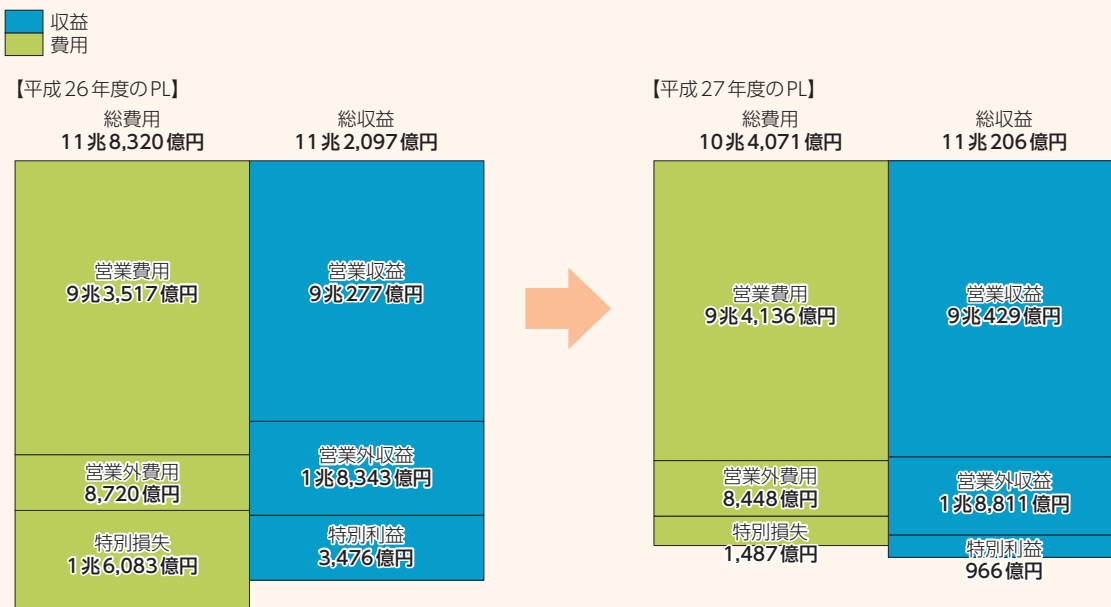 収益
費用
【平成26年度のPL】
総費用
11兆8,320億円
総収益
11兆2,097億円
営業費用
9兆3,517億円
営業収益
9兆277億円
営業外費用
8,720億円
営業外収益
1兆8,343億円
特別損失
1兆6,083億円
特別利益
3,476億円
【平成27年度のPL】
総費用
10兆4,071億円
総収益
11兆206億円
営業費用
9兆4,136億円
営業収益
9兆429億円
営業外費用
8,448億円
営業外収益
1兆8,811億円
特別損失
1,487億円
特別利益
966億円